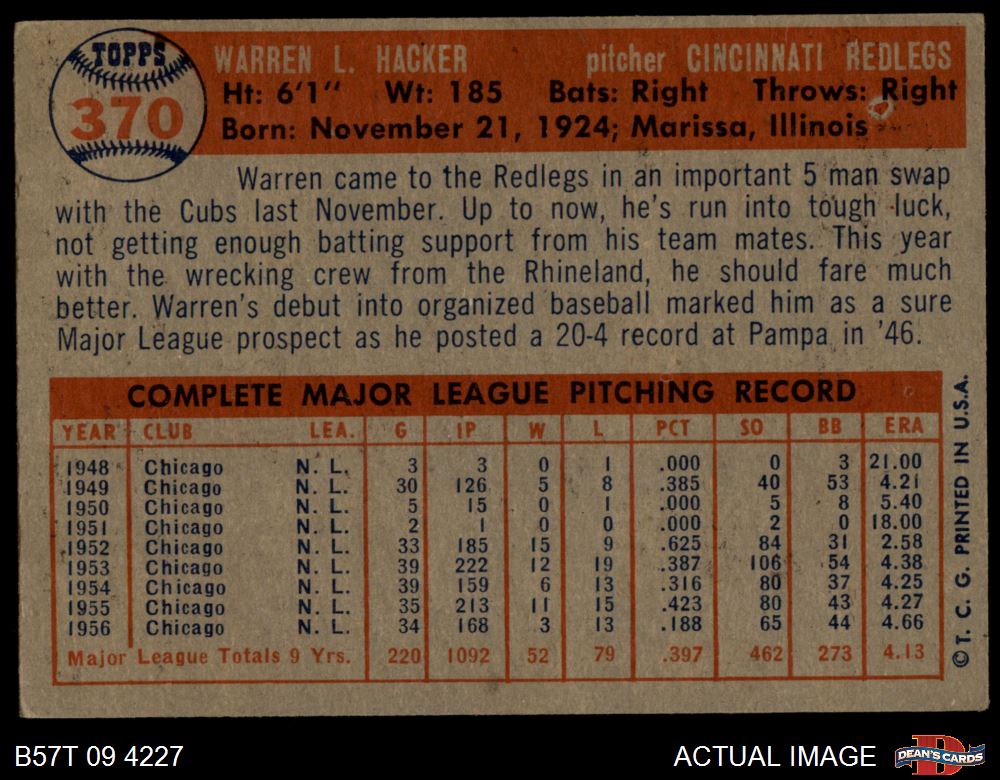 TOPPS
370
WARREN L. HACKER pitcher CINCINNATI REDLEGS
Ht: 6'1" Wt: 185 Bats: Right Throws: Right
Born: November 21, 1924; Marissa, Illinois
Warren came to the Redlegs in an important 5 man swap
with the Cubs last November. Up to now, he's run into tough luck,
not getting enough batting support from his team mates. This year
with the wrecking crew from the Rhineland, he should fare much
better. Warren's debut into organized baseball marked him as a sure
Major League prospect as he posted a 20-4 record at Pampa in '46.
COMPLETE MAJOR LEAGUE PITCHING RECORD
YEAR CLUB LEA. G IP W L PCT SO BB ERA
1948 Chicago N. L. 3 3 0 1 .000 0 3 21.00
1949 Chicago N. L. 30 126 5 8 .385 40 53 4.21
1950 Chicago N. L. 5 15 0 1 .000 5 8 5.40
1951 Chicago N. L. 2 1 0 0 .000 2 0 18.00
1952 Chicago N. L. 33 185 15 9 .625 84 31 2.58
1953 Chicago N. L. 39 222 12 19 .387 106 54 4.38
1954 Chicago N. L. 39 159 6 13 .316 80 37 4.25
1955 Chicago N. L. 35 213 11 15 .423 80 43 4.27
1956 Chicago N. L. 34 168 3 13 .188 65 44 4.66
Major League Totals 9 Yrs. 220 1092 52 79 .397 462 273 4.13
© T. C. G. PRINTED IN U.S.A.
B57T 09 4227 ACTUAL IMAGE
D
DEAN'S CARDS